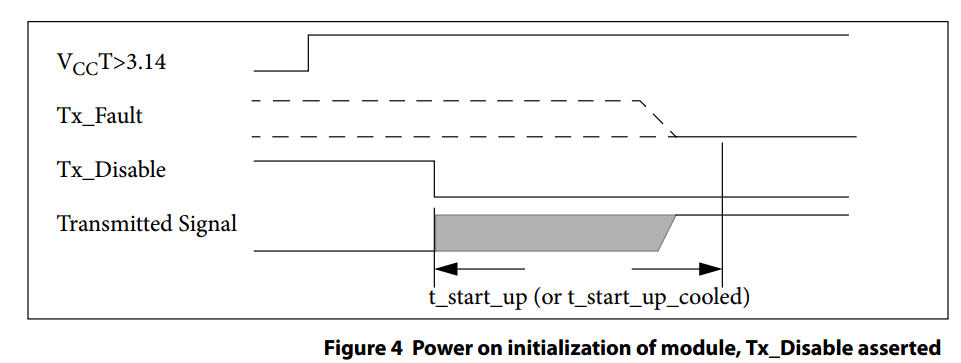 VCCT>3.14
Tx_Fault
Tx_Disable
Transmitted Signal
t_start_up (or t_start_up_cooled)
Figure 4 Power on initialization of module, Tx_Disable asserted